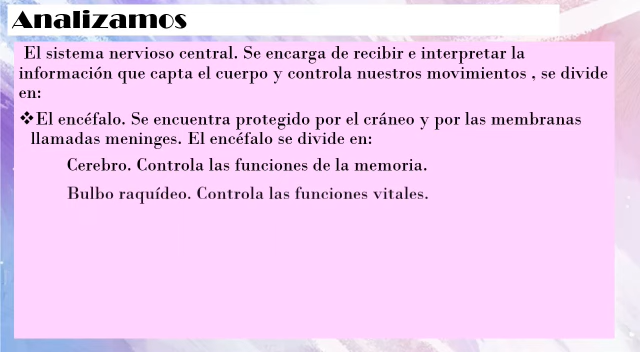 Analizamos
El sistema nervioso central. Se encarga de recibir e interpretar la
información que capta el cuerpo y controla nuestros movimientos , se divide
en:
❖El encéfalo. Se encuentra protegido por el cráneo y por las membranas
llamadas meninges. El encéfalo se divide en:
Cerebro. Controla las funciones de la memoria.
Bulbo raquídeo. Controla las funciones vitales.